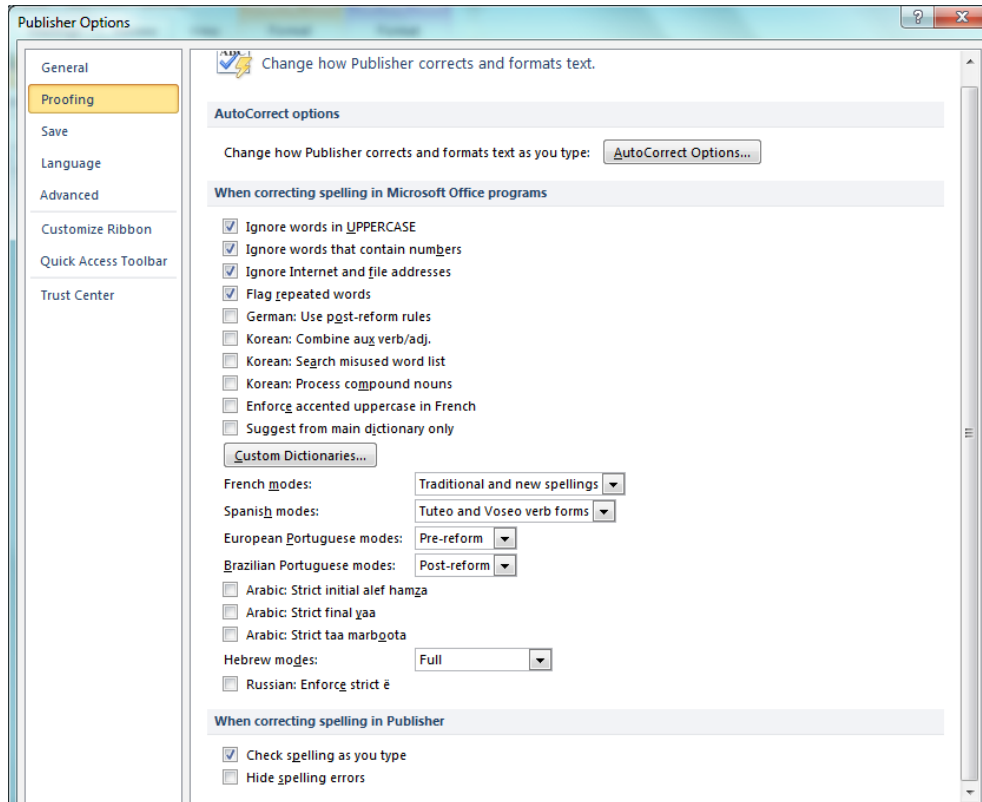 Publisher Options
General
Proofing
Save
Language
Advanced
Customize Ribbon
Quick Access Toolbar
Trust Center
Change how Publisher corrects and formats text.
AutoCorrect options
Change how Publisher corrects and formats text as you type: AutoCorrect Options...
When correcting spelling in Microsoft Office programs
Ignore words in UPPERCASE
Ignore words that contain numbers
Ignore Internet and file addresses
Flag repeated words
German: Use post-reform rules
Korean: Combine aux verb/adj.
Korean: Search misused word list
Korean: Process compound nouns
Enforce accented uppercase in French
Suggest from main dictionary only
Custom Dictionaries...
French modes: Traditional and new spellings
Spanish modes: Tuteo and Voseo verb forms
European Portuguese modes: Pre-reform
Brazilian Portuguese modes: Post-reform
Arabic: Strict initial alef hamza
Arabic: Strict final yaa
Arabic: Strict taa marboota
Hebrew modes: Full
Russian: Enforce strict ë
When correcting spelling in Publisher
Check spelling as you type
Hide spelling errors